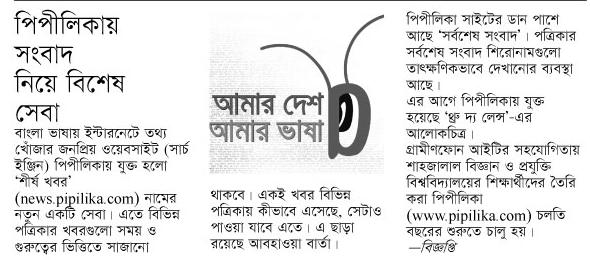 পিপীলিকায়
সংবাদ
নিয়ে বিশেষ
সেবা
বাংলা ভাষায় ইন্টারনেটে তথ্য
খোঁজার জনপ্রিয় ওয়েবসাইট (সার্চ
ইঞ্জিন) পিপীলিকায় যুক্ত হলো
‘শীর্ষ খবর’
(news.pipilika.com) নামের
নতুন একটি সেবা। এতে বিভিন্ন
পত্রিকার খবরগুলো সময় ও
গুরুত্বের ভিত্তিতে সাজানো
আমার দেশ
আমার ভাষা
থাকবে। একই খবর বিভিন্ন
পত্রিকায় কীভাবে এসেছে, সেটাও
পাওয়া যাবে এতে। এ ছাড়া
রয়েছে আবহাওয়া বার্তা।
পিপীলিকা সাইটের ডান পাশে
আছে ‘সর্বশেষ সংবাদ’। পত্রিকার
সর্বশেষ সংবাদ শিরোনামগুলো
তাৎক্ষণিকভাবে দেখানোর ব্যবস্থা
আছে।
এর আগে পিপীলিকায় যুক্ত
হয়েছে ‘থ্রু দ্য লেন্স’-এর
আলোকচিত্র।
গ্রামীণফোন আইটির সহযোগিতায়
শাহজালাল বিজ্ঞান ও প্রযুক্তি
বিশ্ববিদ্যালয়ের শিক্ষার্থীদের তৈরি
করা পিপীলিকা
(www.pipilika.com) চলতি
বছরের শুরুতে চালু হয়।
—বিজ্ঞপ্তি